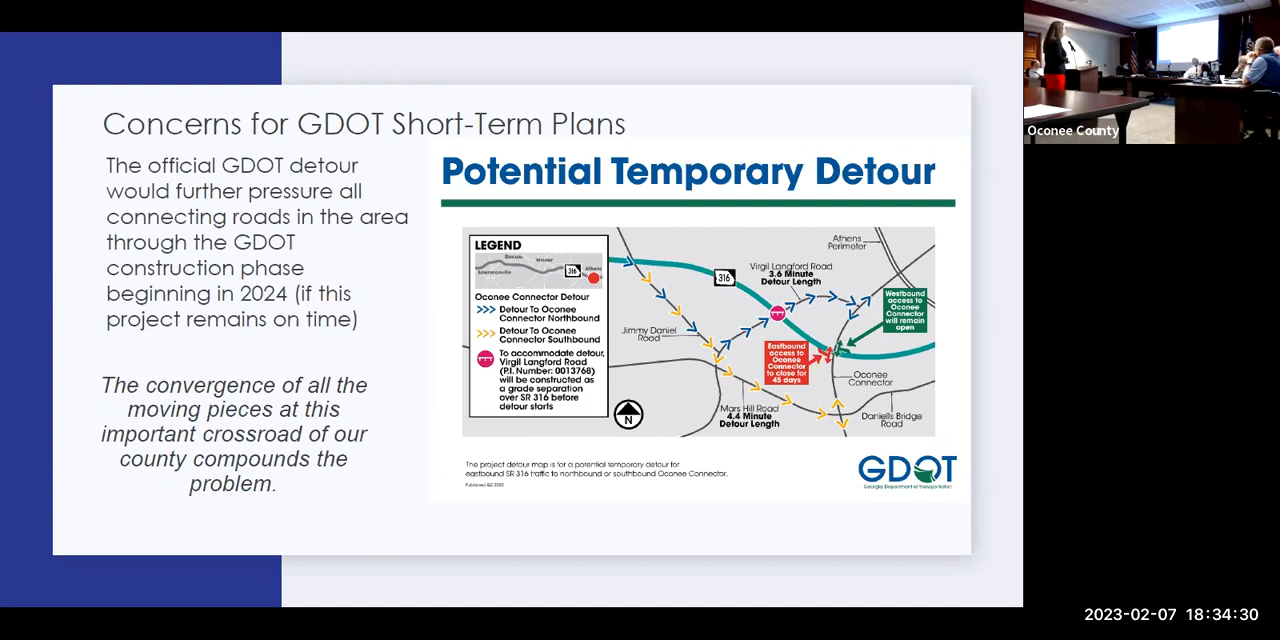 Concerns for GDOT Short-Term Plans
The official GDOT detour
would further pressure all
connecting roads in the area
through the GDOT
construction phase
beginning in 2024 (if this
project remains on time)
The convergence of all the
moving pieces at this
important crossroad of our
county compounds the
problem.
Potential Temporary Detour
LEGEND
Dacula
Winder
Lawrenceville
316
Athens
Oconee Connector Detour
Detour To Oconee
Connector Northbound
Detour To Oconee
Connector Southbound
To accommodate detour,
Virgil Langford Road
(P.I. Number: 0013768)
will be constructed as
a grade separation
over SR 316 before
detour starts
N
316
Athens
Perimeter
Virgil Langford Road
3.6 Minute
Detour Length
Westbound
access to
Oconee
Connector
will remain
open
Jimmy Daniel
Road
Eastbound
access to
Oconee
Connector
to close for
45 days
Oconee
Connector
Mars Hill Road
4.4 Minute
Detour Length
Daniells Bridge
Road
The project detour map is for a potential temporary detour for
eastbound SR 316 traffic to northbound or southbound Oconee Connector.
GDOT
Georgia Department of Transportation
Oconee County
2023-02-07 18:34:30